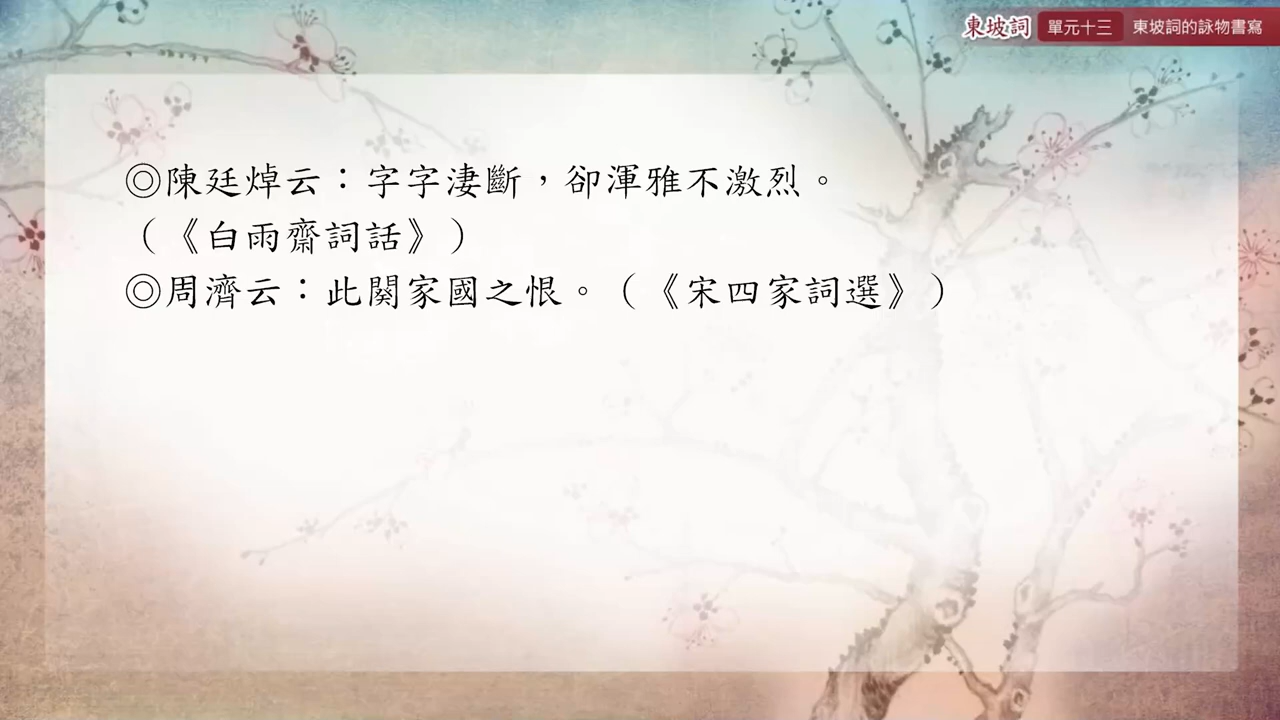 東坡詞 單元十三 東坡詞的詠物書寫
◎陳廷焯云：字字淒斷，卻渾雅不激烈。
（《白雨齋詞話》）
◎周濟云：此關家國之恨。（《宋四家詞選》）